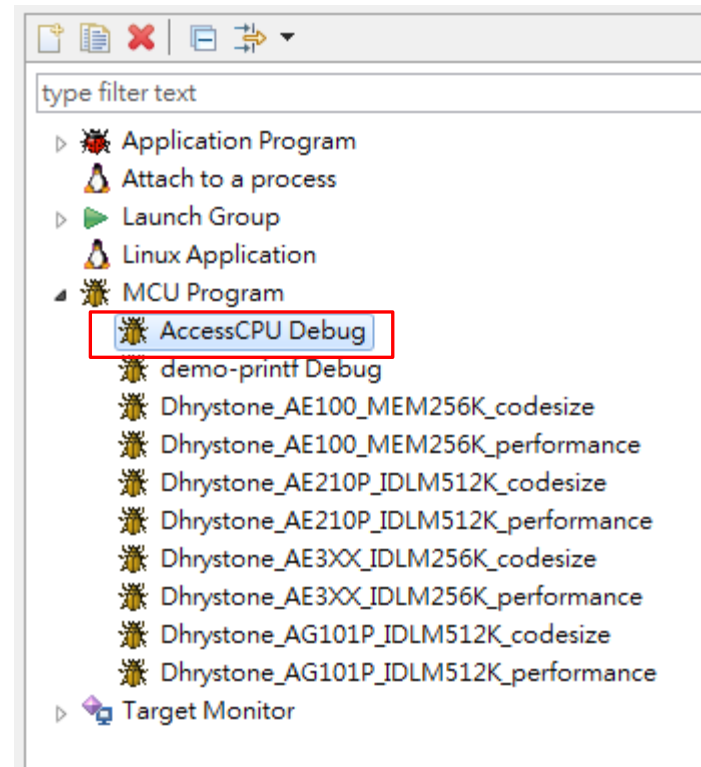 type filter text
Application Program
Attach to a process
Launch Group
Linux Application
MCU Program
AccessCPU Debug
demo-printf Debug
Dhrystone_AE100_MEM256K_codesize
Dhrystone_AE100_MEM256K_performance
Dhrystone_AE210P_IDLM512K_codesize
Dhrystone_AE210P_IDLM512K_performance
Dhrystone_AE3XX_IDLM256K_codesize
Dhrystone_AE3XX_IDLM256K_performance
Dhrystone_AG101P_IDLM512K_codesize
Dhrystone_AG101P_IDLM512K_performance
Target Monitor